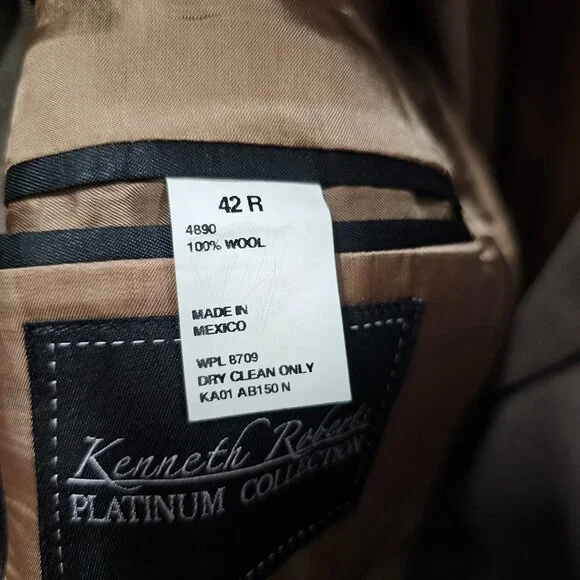 42 R
4890
100% WOOL
MADE IN
MEXICO
WPL 8709
DRY CLEAN ONLY
KA01 AB150 N
Kenneth Roberts
PLATINUM COLLECTION